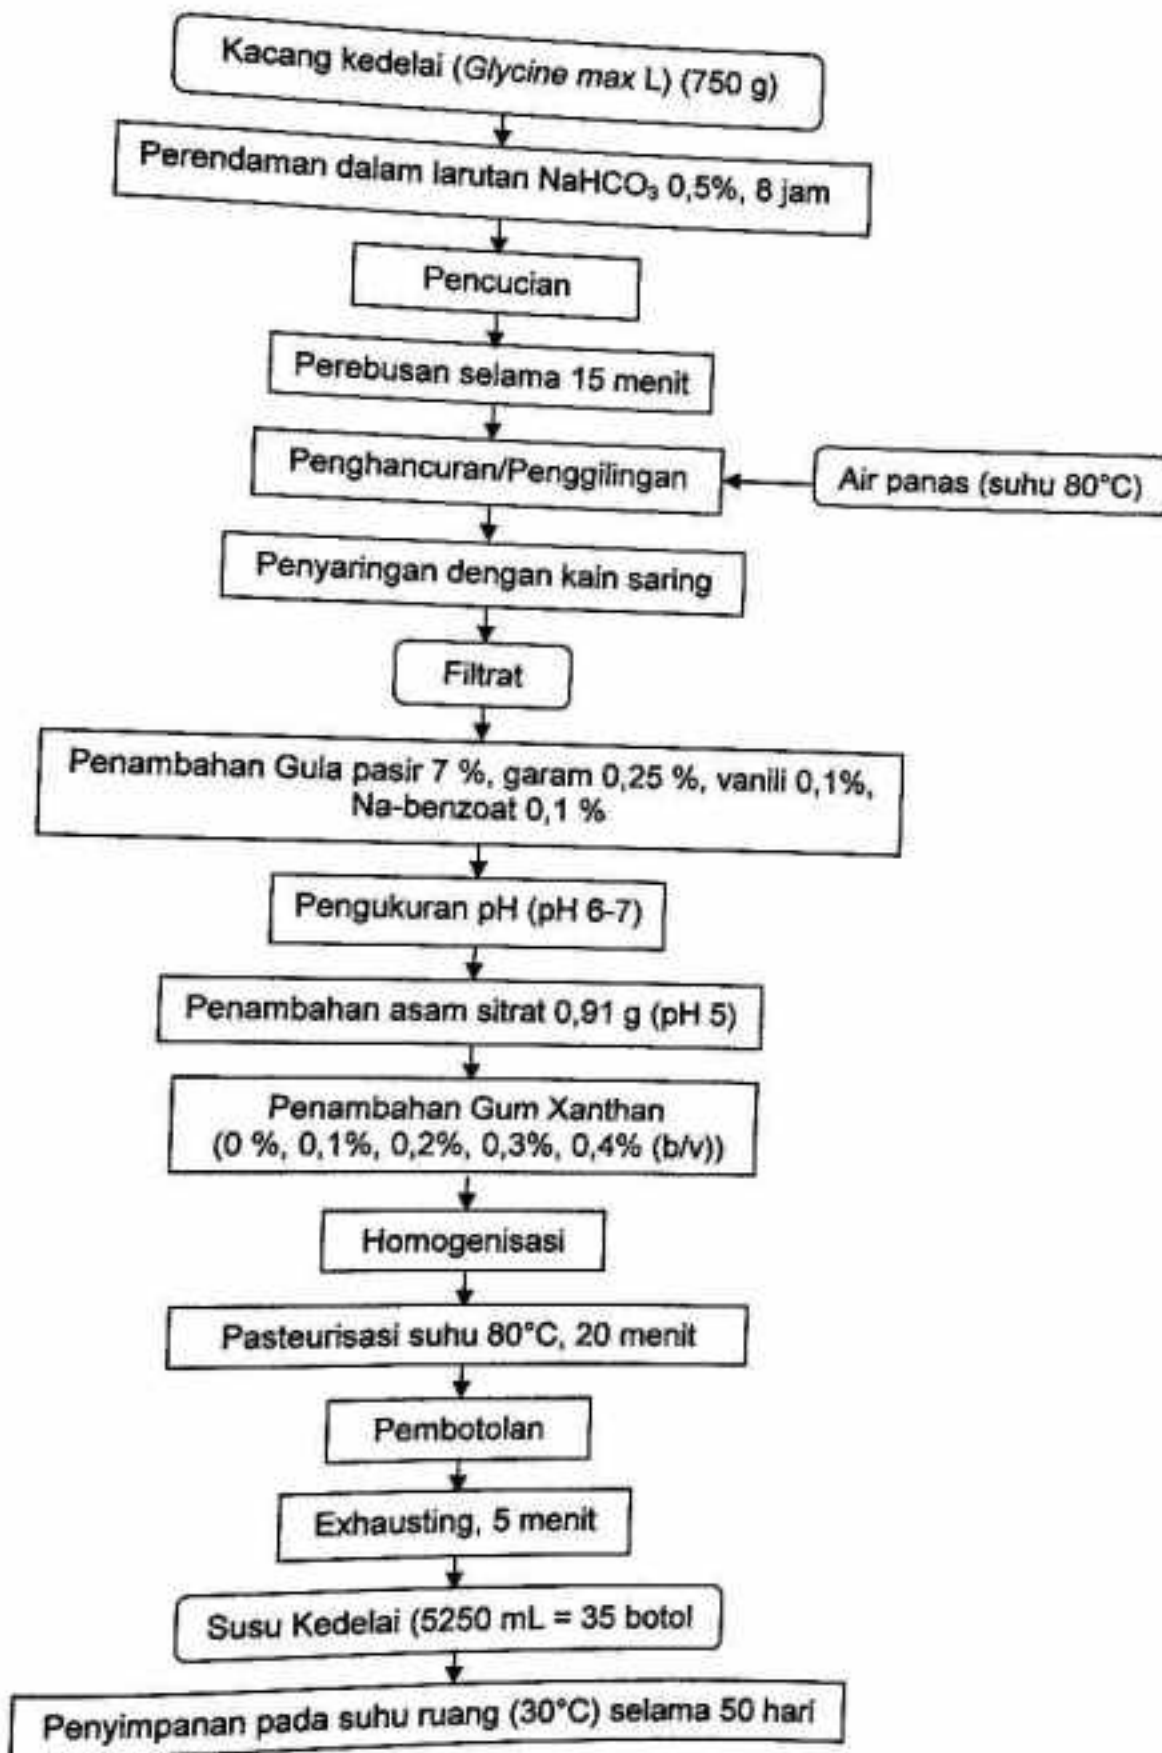 Kacang kedelai (Glycine max L) (750 g)
Perendaman dalam larutan NaHCO₃ 0,5%, 8 jam
Pencucian
Perebusan selama 15 menit
Penghancuran/Penggilingan
Air panas (suhu 80°C)
Penyaringan dengan kain saring
Filtrat
Penambahan Gula pasir 7 %, garam 0,25 %, vanili 0,1%,
Na-benzoat 0,1 %
Pengukuran pH (pH 6-7)
Penambahan asam sitrat 0,91 g (pH 5)
Penambahan Gum Xanthan
(0 %, 0,1%, 0,2%, 0,3%, 0,4% (b/v))
Homogenisasi
Pasteurisasi suhu 80°C, 20 menit
Pembotolan
Exhausting, 5 menit
Susu Kedelai (5250 mL = 35 botol
Penyimpanan pada suhu ruang (30°C) selama 50 hari